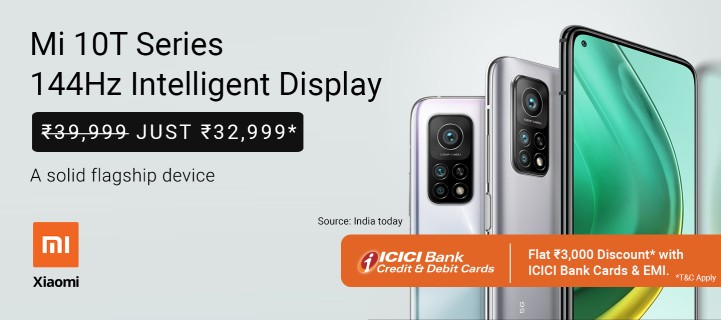 Mi 10T Series
144Hz Intelligent Display
₹39,999 JUST ₹32,999*
A solid flagship device
Source: India today
mi
Xiaomi
i ICICI Bank
Credit & Debit Cards
Flat ₹3,000 Discount* with
ICICI Bank Cards & EMI.
*T&C Apply
5G